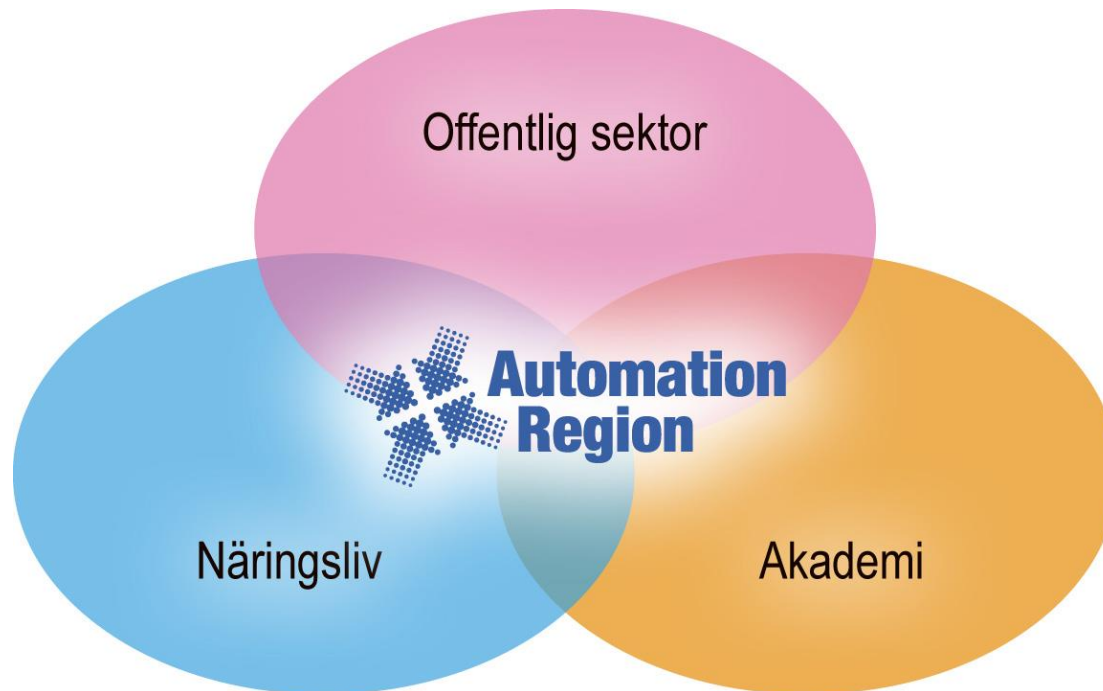 Offentlig sektor
Automation
Region
Näringsliv
Akademi